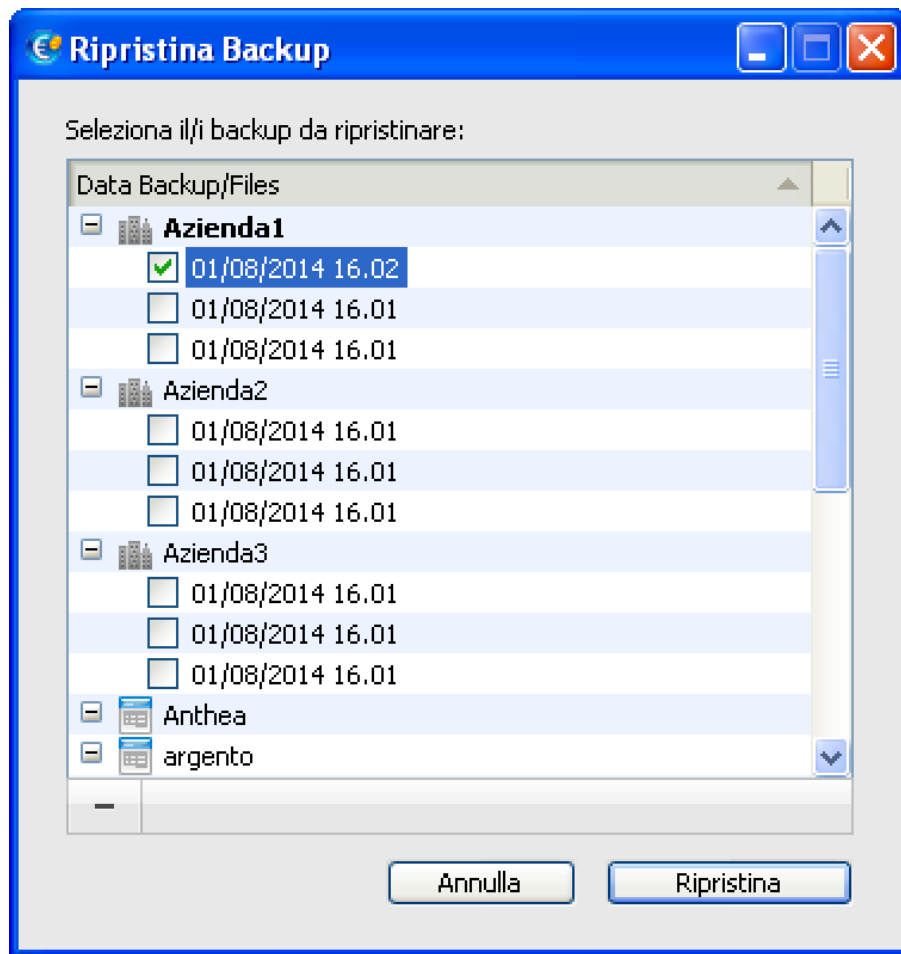 Ripristina Backup
Seleziona il/i backup da ripristinare:
Data Backup/Files
Azienda1
01/08/2014 16.02
01/08/2014 16.01
01/08/2014 16.01
Azienda2
01/08/2014 16.01
01/08/2014 16.01
01/08/2014 16.01
Azienda3
01/08/2014 16.01
01/08/2014 16.01
01/08/2014 16.01
Anthea
argento
Annulla Ripristina